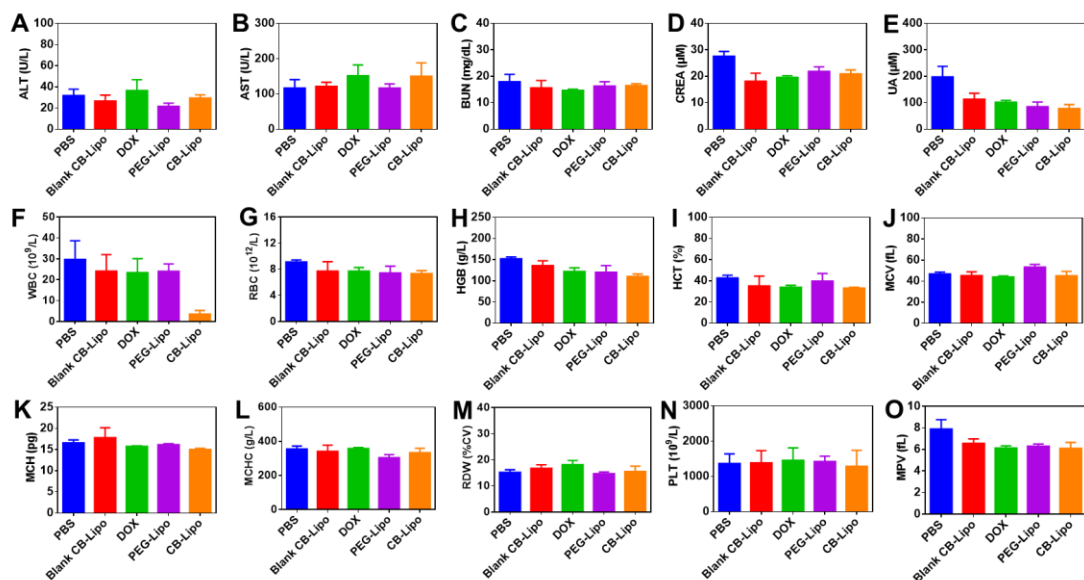 A
ALT (U/L)
100
80
60
40
20
0
PBS
Blank CB-Lipo
DOX
PEG-Lipo
CB-Lipo
B
AST (U/L)
300
200
150
100
50
0
PBS
Blank CB-Lipo
DOX
PEG-Lipo
CB-Lipo
C
BUN (mg/dL)
40
30
20
10
0
PBS
Blank CB-Lipo
DOX
PEG-Lipo
CB-Lipo
D
CREA (µM)
40
30
20
10
0
PBS
Blank CB-Lipo
DOX
PEG-Lipo
CB-Lipo
E
UA (µM)
400
300
200
100
0
PBS
Blank CB-Lipo
DOX
PEG-Lipo
CB-Lipo
F
WBC (10⁹/L)
50
40
30
20
10
0
PBS
Blank CB-Lipo
DOX
PEG-Lipo
CB-Lipo
G
RBC (10¹²/L)
16
12
8
4
0
PBS
Blank CB-Lipo
DOX
PEG-Lipo
CB-Lipo
H
HGB (g/L)
250
200
150
100
50
0
PBS
Blank CB-Lipo
DOX
PEG-Lipo
CB-Lipo
I
HCT (%)
100
80
60
40
20
0
PBS
Blank CB-Lipo
DOX
PEG-Lipo
CB-Lipo
J
MCV (fL)
100
80
60
40
20
0
PBS
Blank CB-Lipo
DOX
PEG-Lipo
CB-Lipo
K
MCH (pg)
25
20
15
10
5
0
PBS
Blank CB-Lipo
DOX
PEG-Lipo
CB-Lipo
L
MCHC (g/L)
600
400
200
0
PBS
Blank CB-Lipo
DOX
PEG-Lipo
CB-Lipo
M
RDW (%CV)
40
30
20
10
0
PBS
Blank CB-Lipo
DOX
PEG-Lipo
CB-Lipo
N
PLT (10⁹/L)
3000
2000
1000
0
PBS
Blank CB-Lipo
DOX
PEG-Lipo
CB-Lipo
O
MPV (fL)
10
8
6
4
2
0
PBS
Blank CB-Lipo
DOX
PEG-Lipo
CB-Lipo